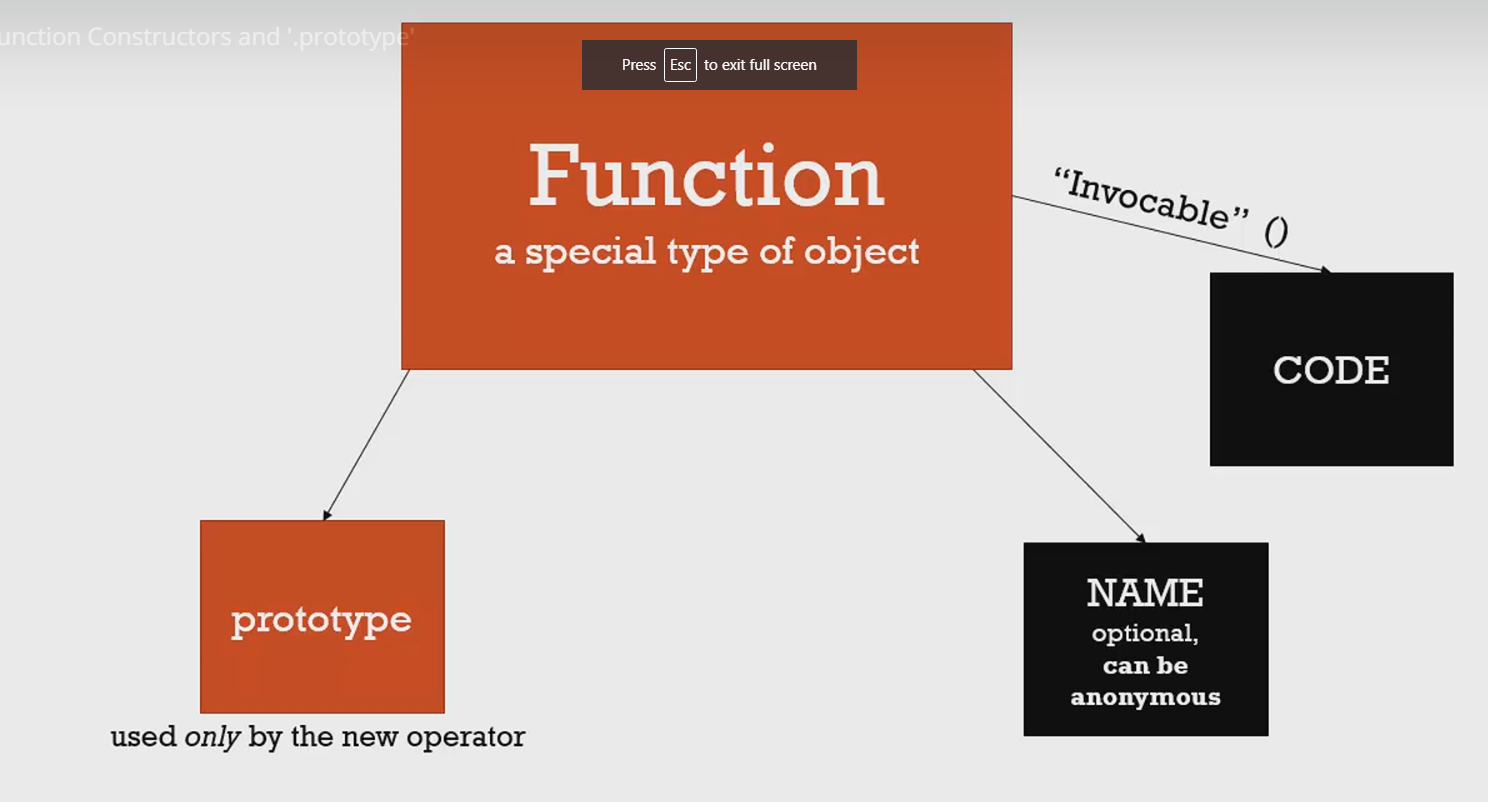 unction Constructors and '.prototype'
Press Esc to exit full screen
Function
a special type of object
“Invocable” ()
CODE
prototype
used only by the new operator
NAME
optional,
can be
anonymous